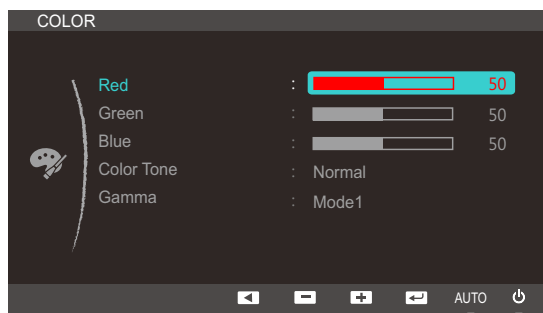 COLOR
Red : 50
Green : 50
Blue : 50
Color Tone : Normal
Gamma : Mode1
AUTO